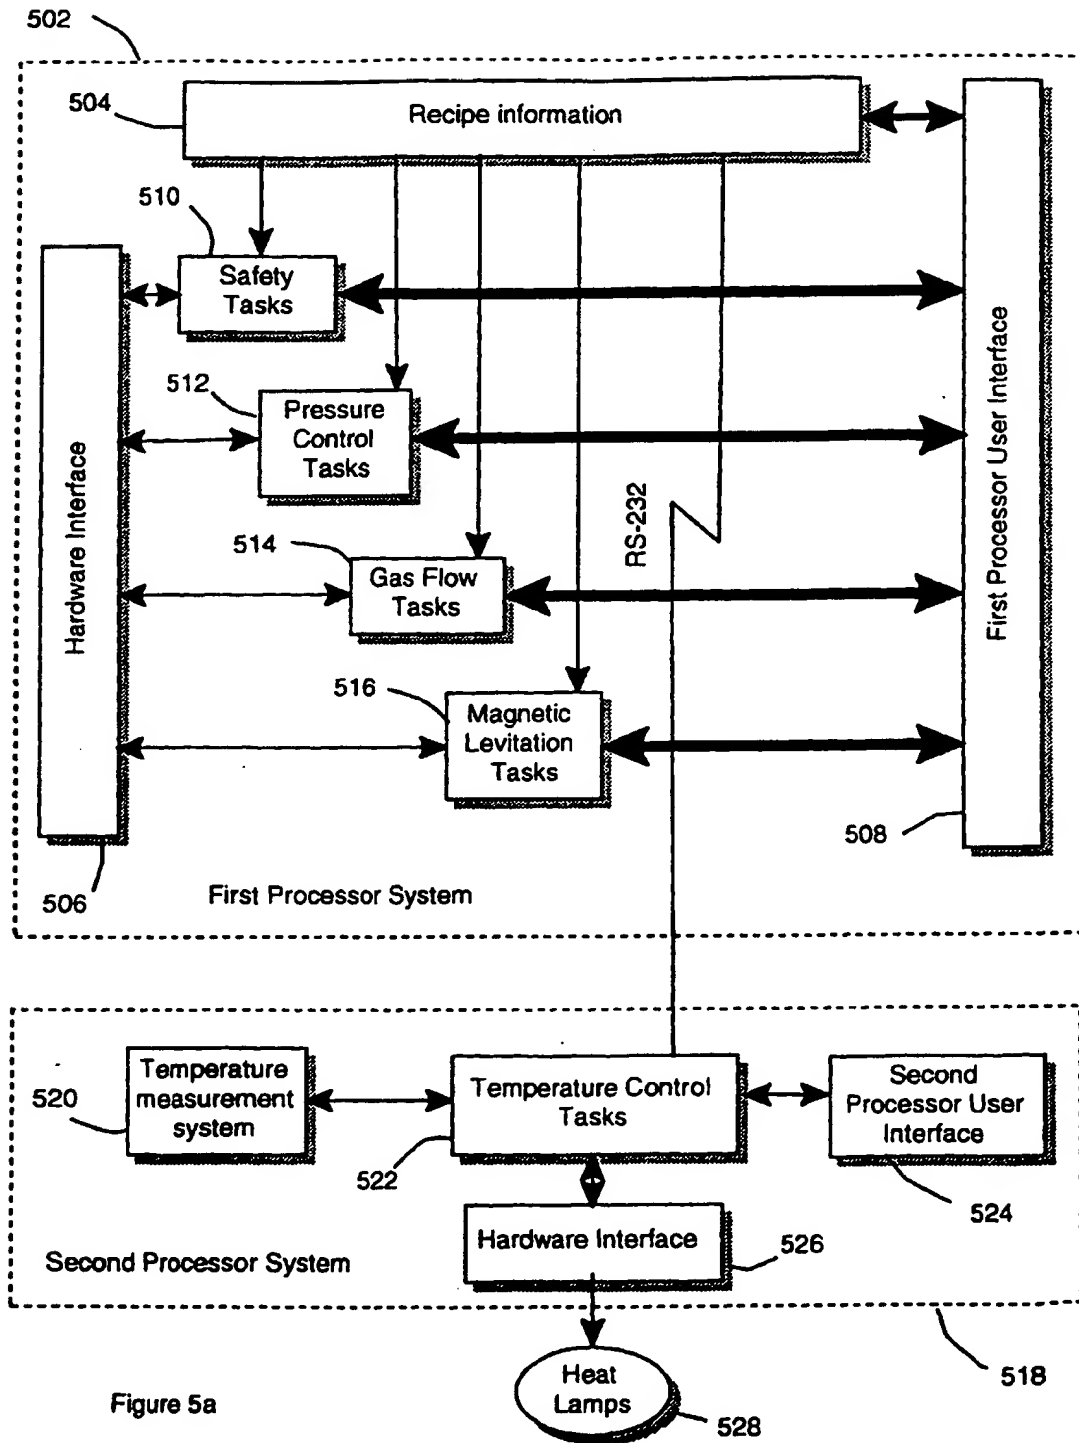 502
504
Recipe information
510
Safety
Tasks
512
Pressure
Control
Tasks
RS-232
514
Gas Flow
Tasks
516
Magnetic
Levitation
Tasks
Hardware Interface
First Processor User Interface
508
506
First Processor System
520
Temperature
measurement
system
Temperature Control
Tasks
522
Second
Processor User
Interface
524
Hardware Interface
526
Second Processor System
518
Heat
Lamps
528
Figure 5a